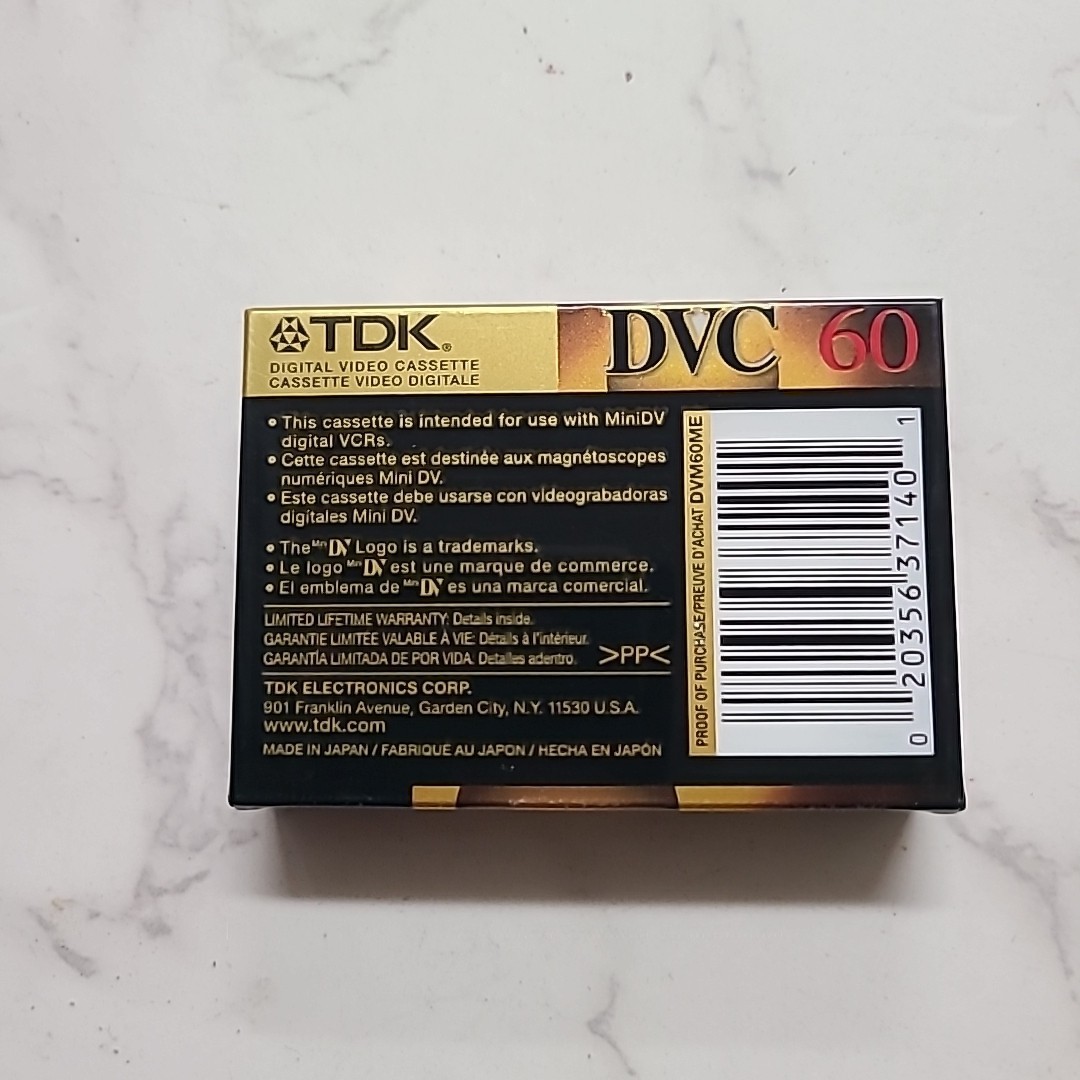 TDK®
DIGITAL VIDEO CASSETTE
CASSETTE VIDEO DIGITALE
DVC 60
• This cassette is intended for use with MiniDV
digital VCRs.
• Cette cassette est destinée aux magnétoscopes
numériques Mini DV.
• Este cassette debe usarse con videograbadoras
digítales Mini DV.
• The Mini DV Logo is a trademarks.
• Le logo Mini DV est une marque de commerce.
• El emblema de Mini DV es una marca comercial.
LIMITED LIFETIME WARRANTY: Details inside.
GARANTIE LIMITEE VALABLE À VIE: Détails à l'intérieur.
GARANTÍA LIMITADA DE POR VIDA. Detalles adentro.
>PP<
TDK ELECTRONICS CORP.
901 Franklin Avenue, Garden City, N.Y. 11530 U.S.A.
www.tdk.com
MADE IN JAPAN / FABRIQUÉ AU JAPON / HECHA EN JAPÓN
PROOF OF PURCHASE/PREUVE D'ACHAT DVM60ME
0 20356 37140 1